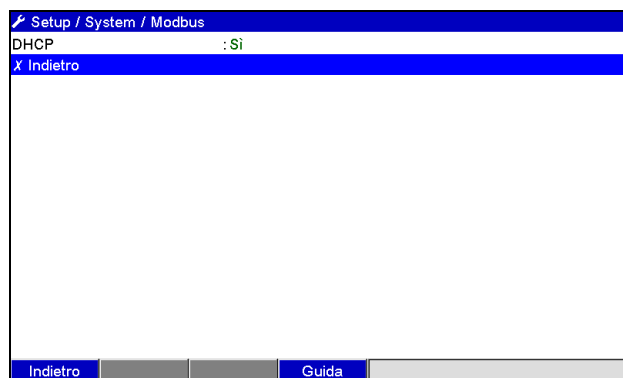 Setup / System / Modbus
DHCP : Sì
X Indietro
Indietro Guida